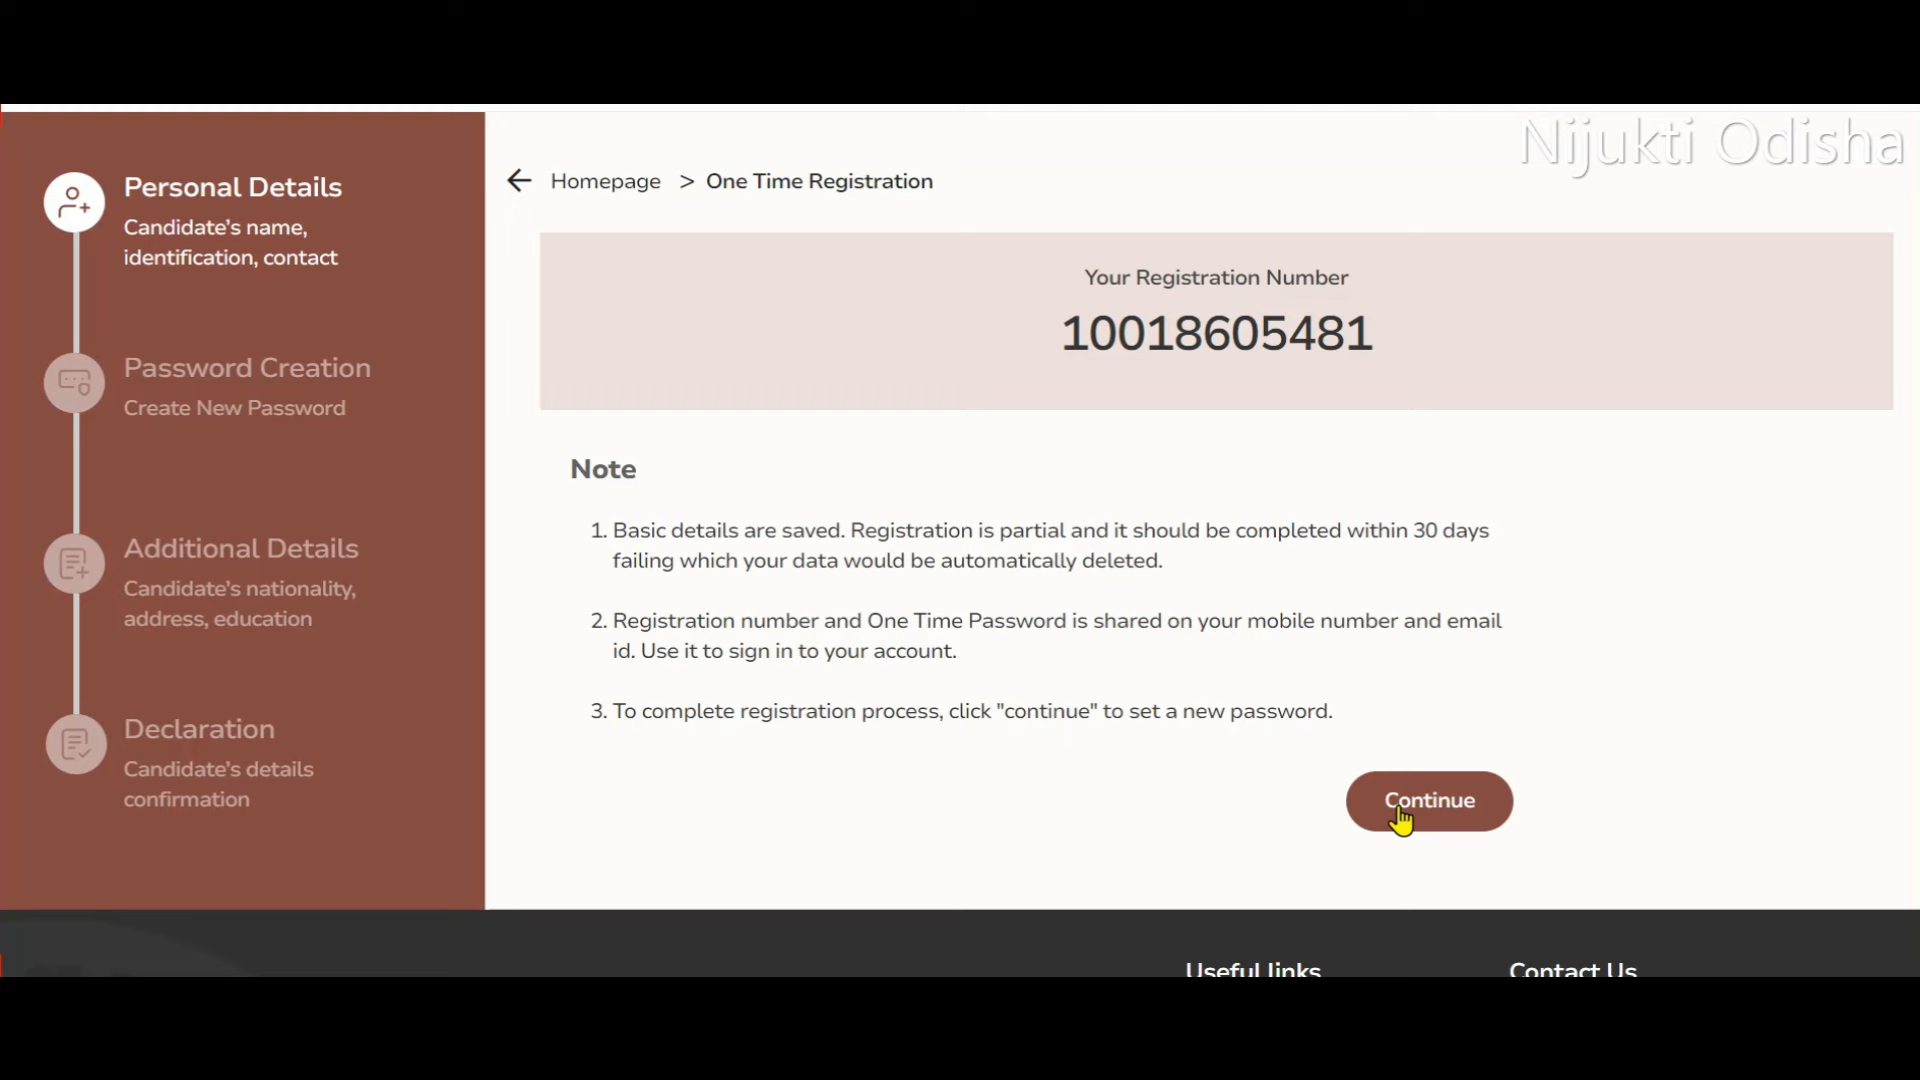 Nijukti Odisha
Personal Details
Candidate's name,
identification, contact
Password Creation
Create New Password
Additional Details
Candidate's nationality,
address, education
Declaration
Candidate's details
confirmation
Homepage > One Time Registration
Your Registration Number
10018605481
Note
1. Basic details are saved. Registration is partial and it should be completed within 30 days
failing which your data would be automatically deleted.
2. Registration number and One Time Password is shared on your mobile number and email
id. Use it to sign in to your account.
3. To complete registration process, click "continue" to set a new password.
Continue
Useful links
Contact Us